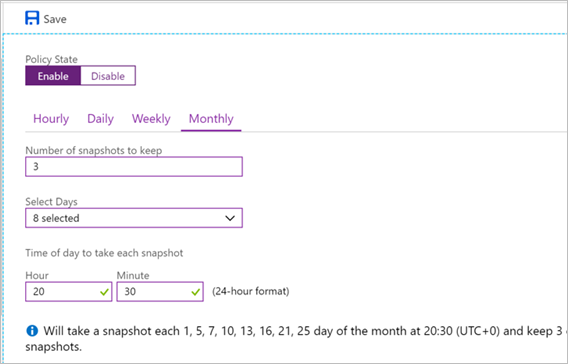 Save
Policy State
Enable Disable
Hourly Daily Weekly Monthly
Number of snapshots to keep
3
Select Days
8 selected
Time of day to take each snapshot
Hour Minute
20 30 (24-hour format)
Will take a snapshot each 1, 5, 7, 10, 13, 16, 21, 25 day of the month at 20:30 (UTC+0) and keep 3
snapshots.